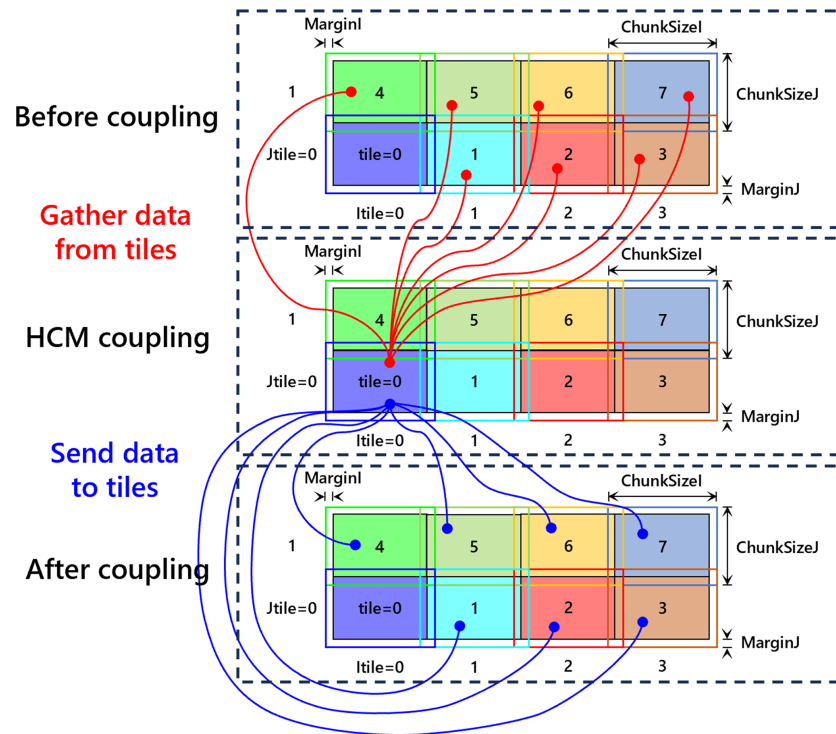 MarginI
ChunkSizeI
Before coupling
1
4
5
6
7
ChunkSizeJ
Jtile=0
tile=0
1
2
3
MarginJ
Itile=0
1
2
3
Gather data
from tiles
MarginI
ChunkSizeI
HCM coupling
1
4
5
6
7
ChunkSizeJ
Jtile=0
tile=0
1
2
3
MarginJ
Itile=0
1
2
3
Send data
to tiles
MarginI
ChunkSizeI
After coupling
1
4
5
6
7
ChunkSizeJ
Jtile=0
tile=0
1
2
3
MarginJ
Itile=0
1
2
3